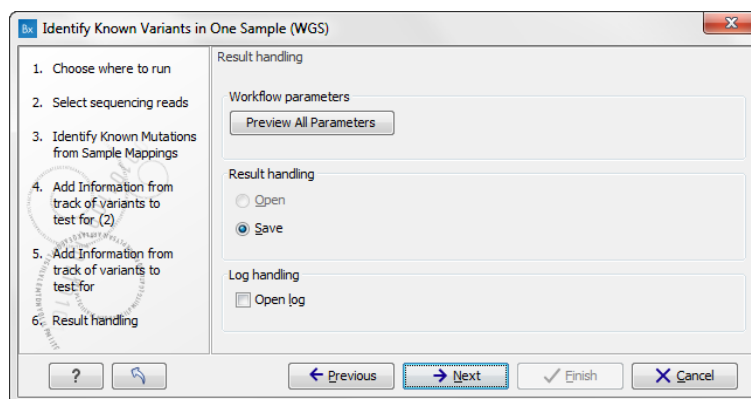 Bx Identify Known Variants in One Sample (WGS)
X
1. Choose where to run
2. Select sequencing reads
3. Identify Known Mutations
from Sample Mappings
4. Add Information from
track of variants to
test for (2)
5. Add Information from
track of variants to
test for
6. Result handling
Result handling
Workflow parameters
Preview All Parameters
Result handling
Open
Save
Log handling
Open log
? Previous Next Finish Cancel